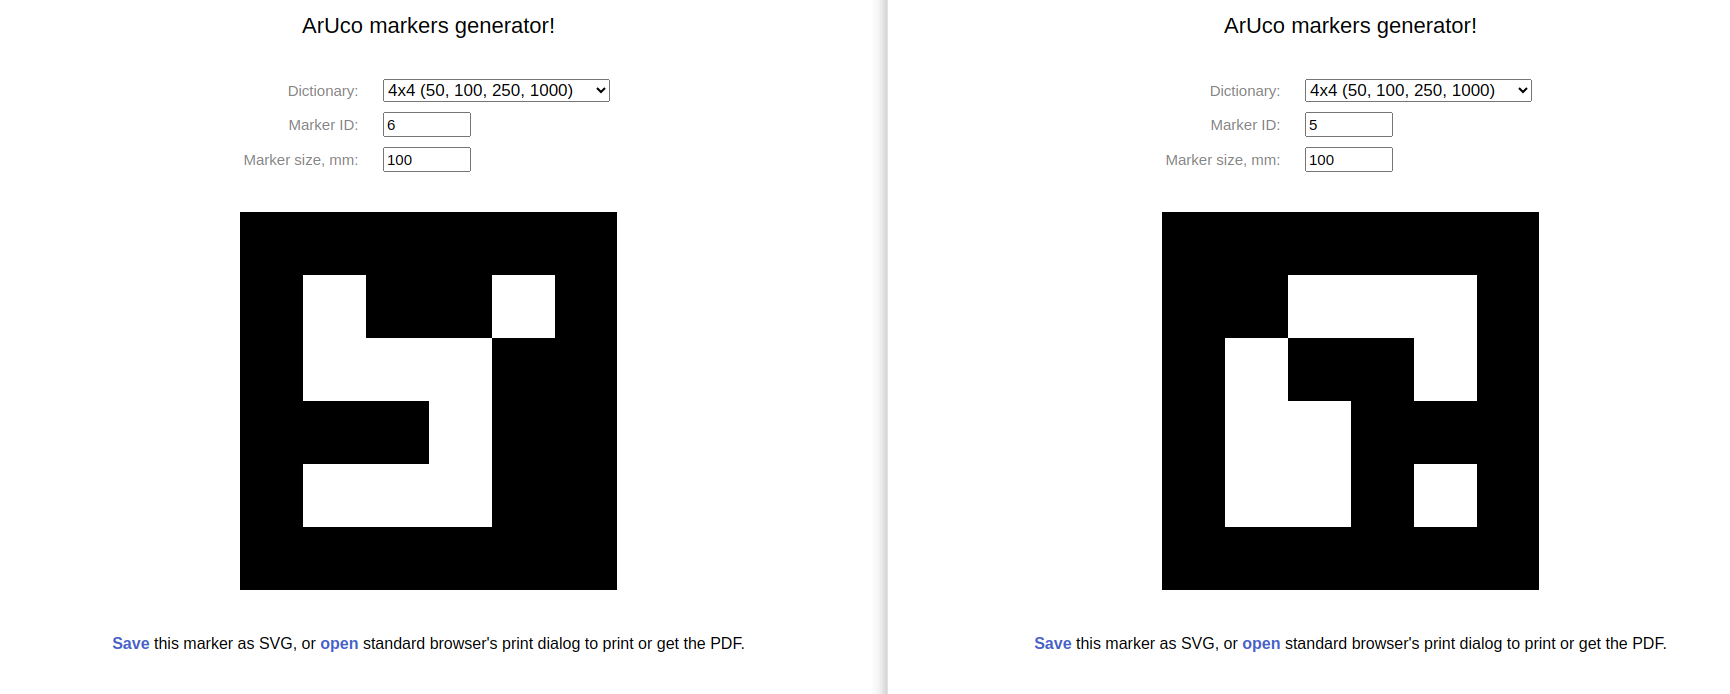 ArUco markers generator!
Dictionary: 4x4 (50, 100, 250, 1000)
Marker ID: 6
Marker size, mm: 100
Save this marker as SVG, or open standard browser's print dialog to print or get the PDF.
ArUco markers generator!
Dictionary: 4x4 (50, 100, 250, 1000)
Marker ID: 5
Marker size, mm: 100
Save this marker as SVG, or open standard browser's print dialog to print or get the PDF.